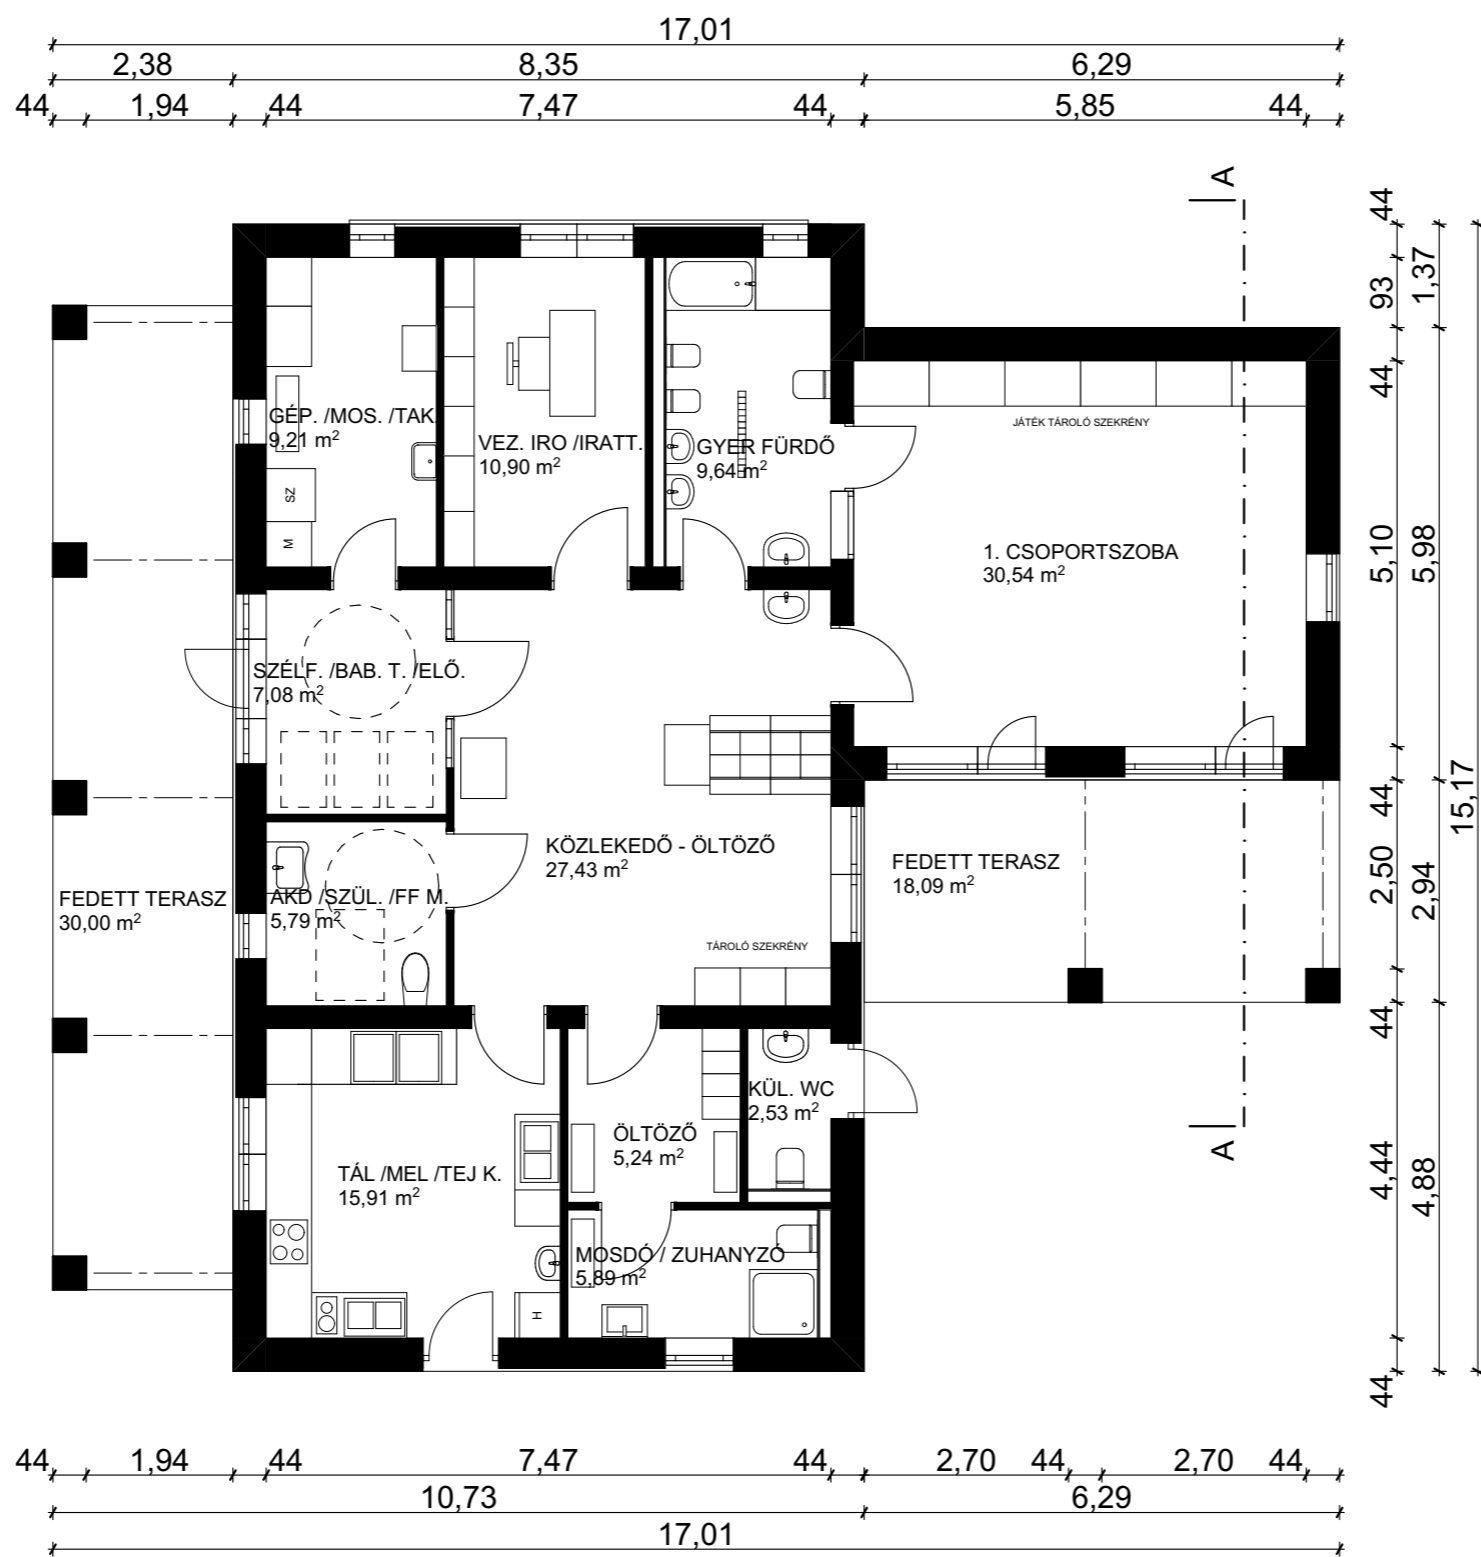 17,01
2,38 8,35 6,29
44 1,94 44 7,47 44 5,85 44
A
44
93 1,37
44
GÉP. /MOS. /TAK.
9,21 m²
VEZ. IRO /IRATT.
10,90 m²
GYER FÜRDŐ
9,64 m²
JÁTÉK TÁROLÓ SZEKRÉNY
SZ
M
1. CSOPORTSZOBA
30,54 m²
5,10 5,98
SZÉLF. /BAB. T. /ELŐ.
7,08 m²
15,17
44
KÖZLEKEDŐ - ÖLTÖZŐ
27,43 m²
FEDETT TERASZ
18,09 m²
2,50 2,94
FEDETT TERASZ
30,00 m²
AKD /SZÜL. /FF M.
5,79 m²
TÁROLÓ SZEKRÉNY
44
KÜL. WC
2,53 m²
ÖLTÖZŐ
5,24 m²
A
TÁL /MEL /TEJ K.
15,91 m²
4,44 4,88
MOSDÓ / ZUHANYZÓ
5,89 m²
H
44
44 1,94 44 7,47 44 2,70 44 2,70 44
10,73 6,29
17,01